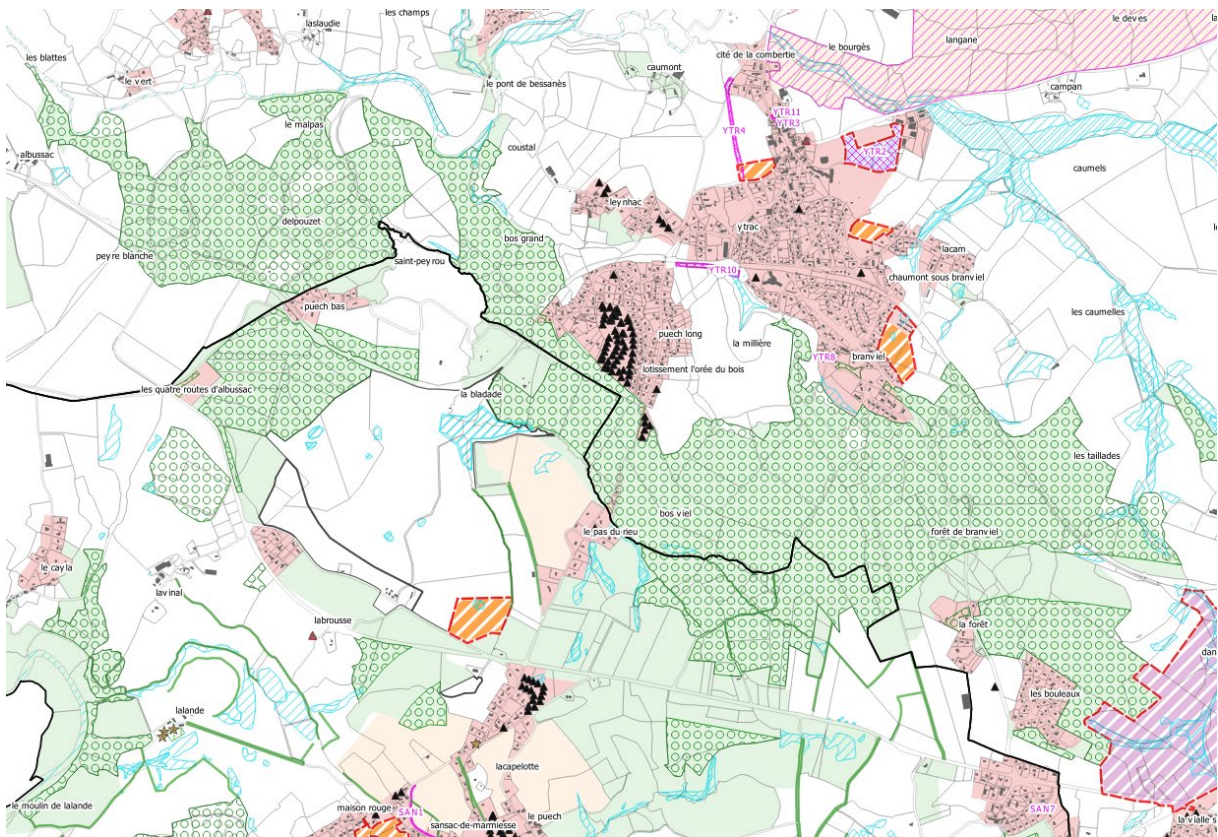 les champs
le deves
laslaudie
langane
le bourgès
cité de la combertie
les blattes
caumont
le vert
le pont de bessanès
campan
YTR11
YTR3
le malpas
YTR4
coustal
YTR2
albussac
caumels
leynhac
delpouzet
ytrac
bos grand
lacam
peyre blanche
saint-peyrou
YTR10
chaumont sous branviel
puech bas
les caumelles
puech long
la millière
branviel
YTR8
lotissement l'orée du bois
les quatre routes d'albussac
la bladade
les taillades
bos viel
le pas du rieu
forêt de branviel
le cayla
lavinal
labrousse
la forêt
dan
les bouleaux
lalande
lacapelotte
le moulin de lalande
maison rouge
SAN1
le puech
SAN7
sansac-de-marmiesse
la vialle s